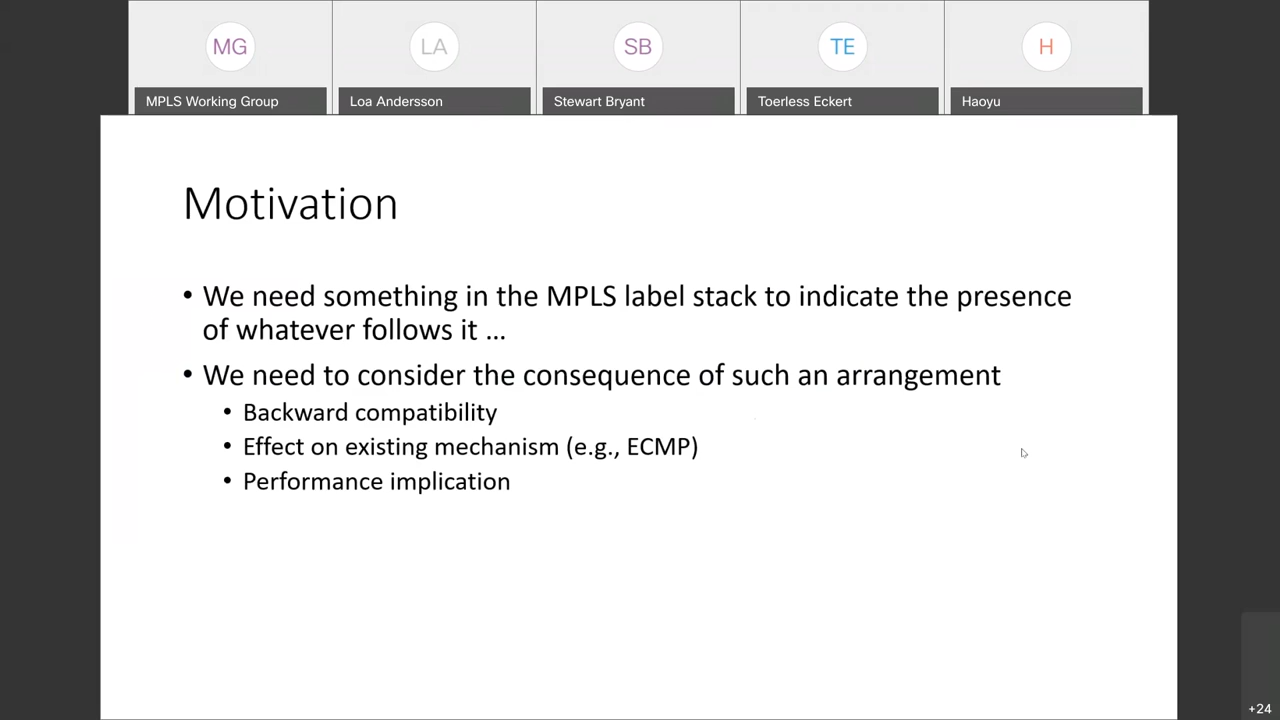 MG
LA
SB
TE
H
MPLS Working Group
Loa Andersson
Stewart Bryant
Toerless Eckert
Haoyu
Motivation
• We need something in the MPLS label stack to indicate the presence
of whatever follows it ...
• We need to consider the consequence of such an arrangement
• Backward compatibility
• Effect on existing mechanism (e.g., ECMP)
• Performance implication
+24